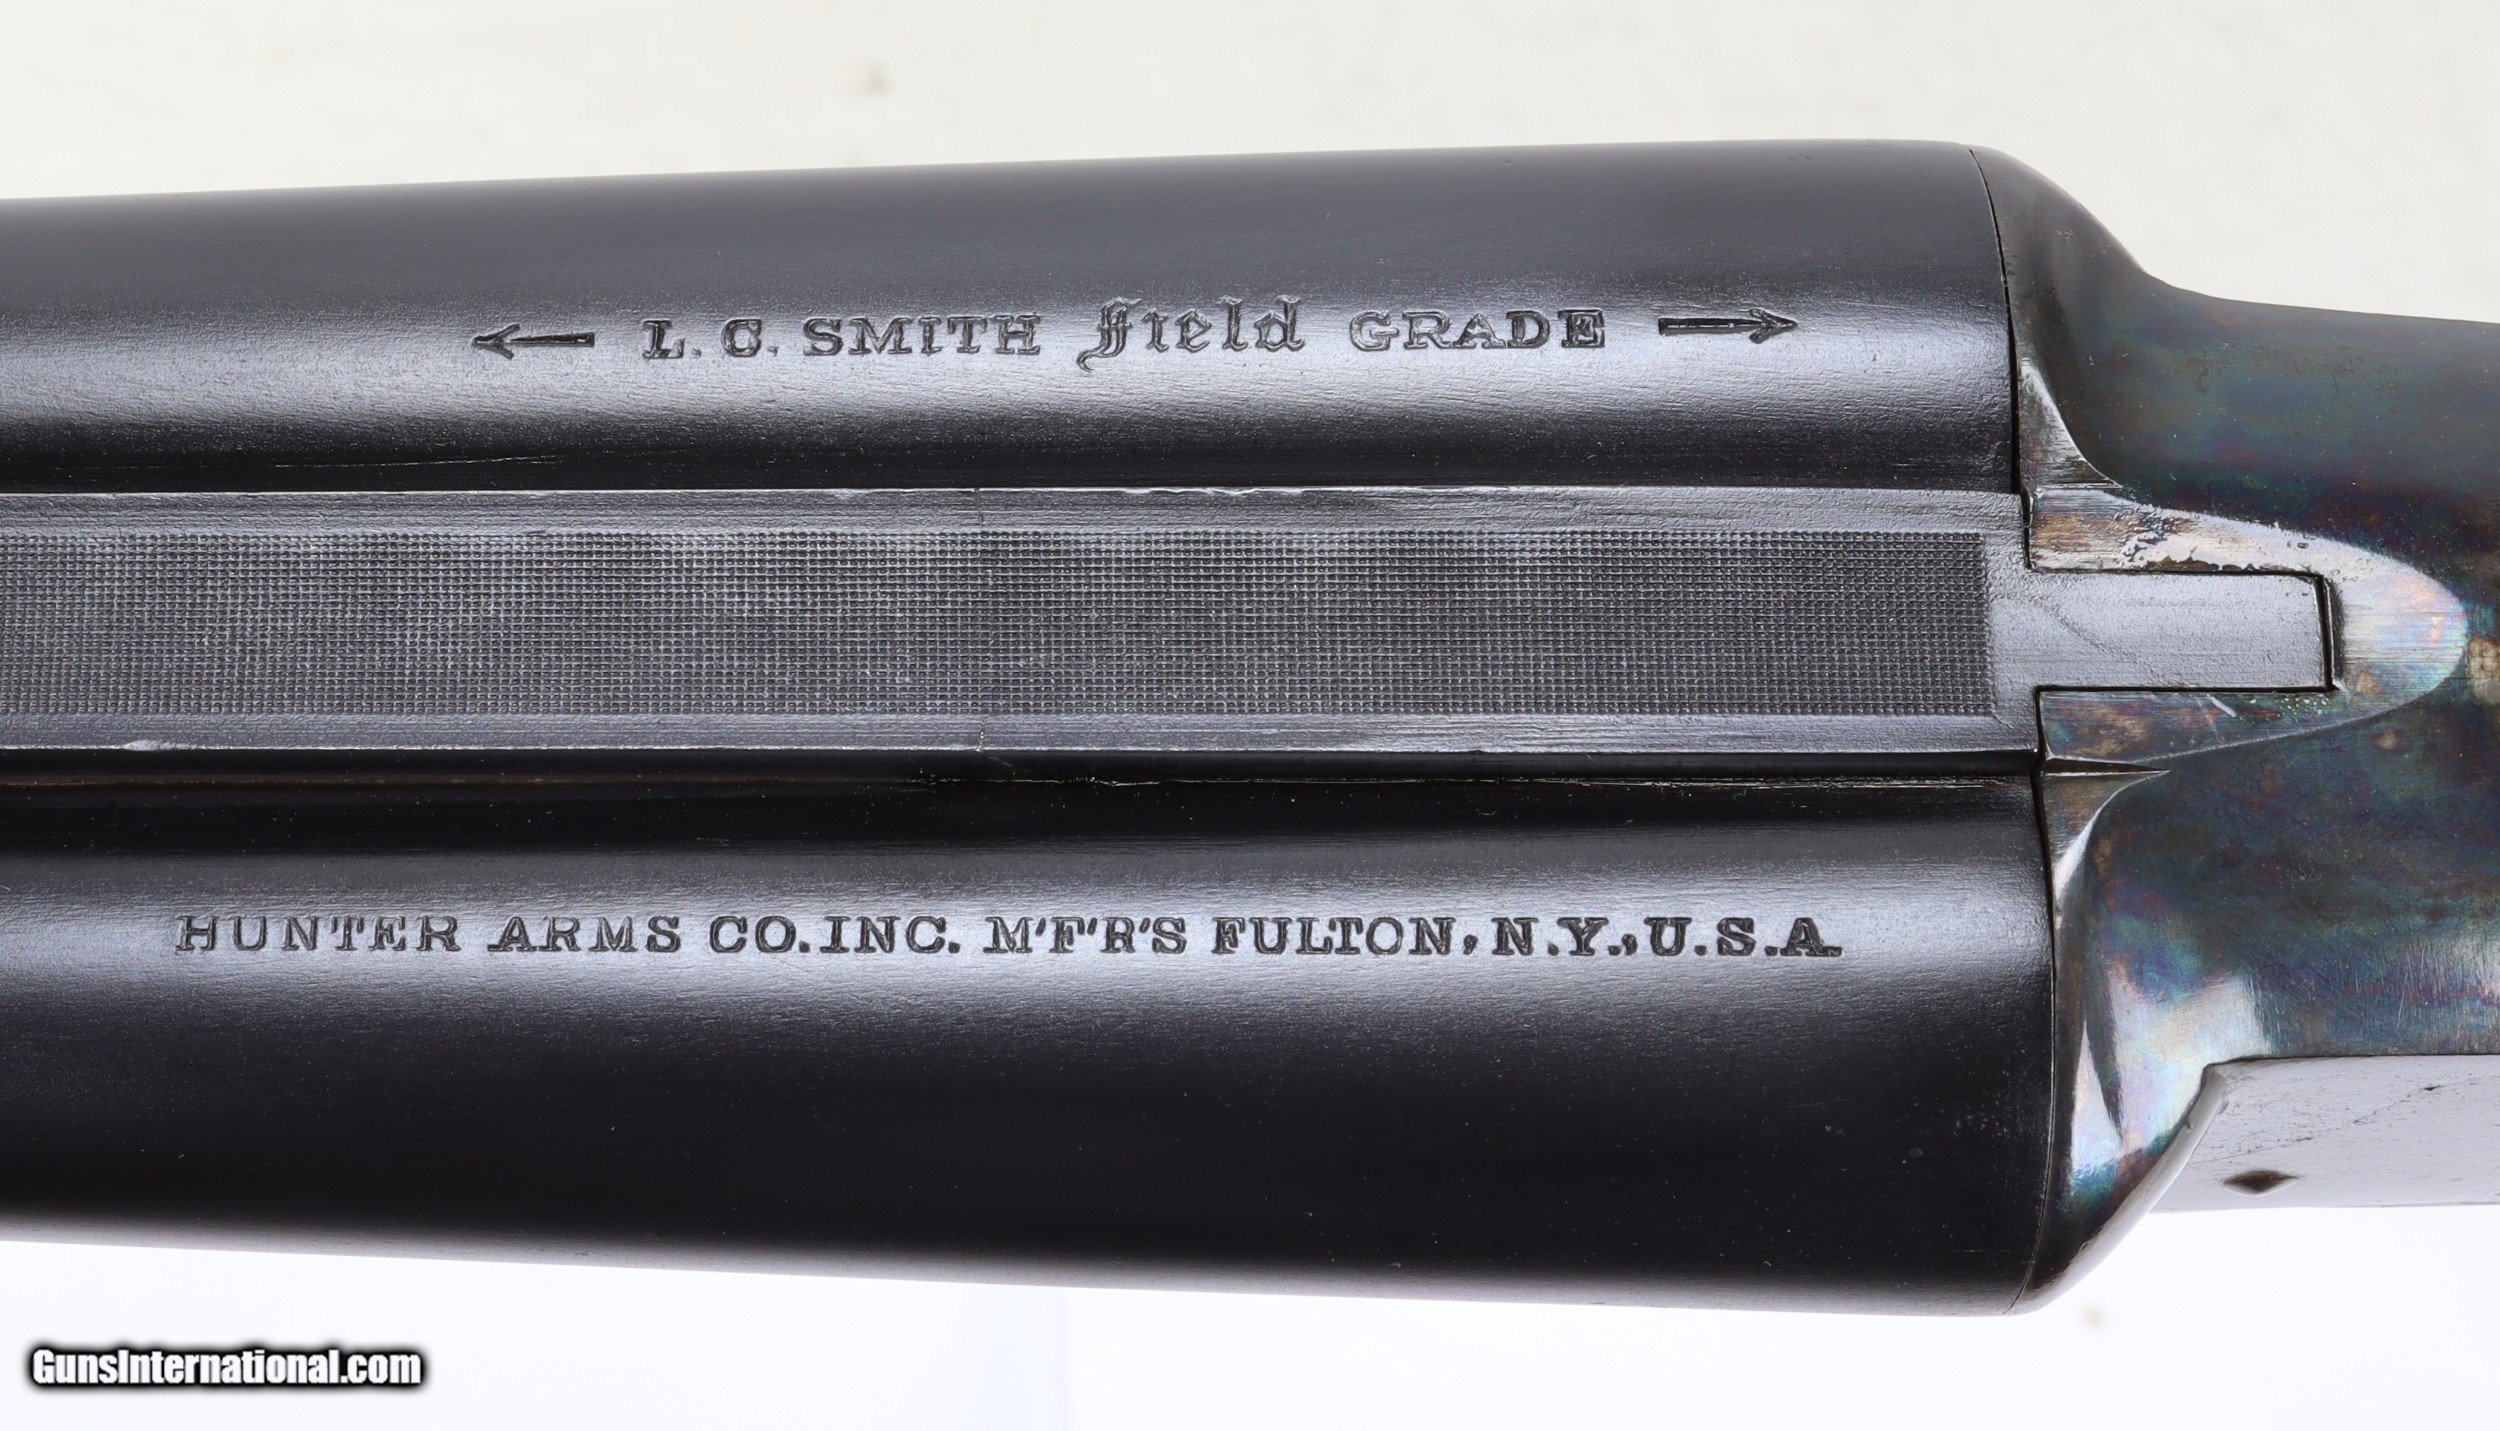 ← L. C. SMITH field GRADE →
HUNTER ARMS CO. INC. M'F'R'S FULTON, N.Y., U.S.A.
GunsInternational.com